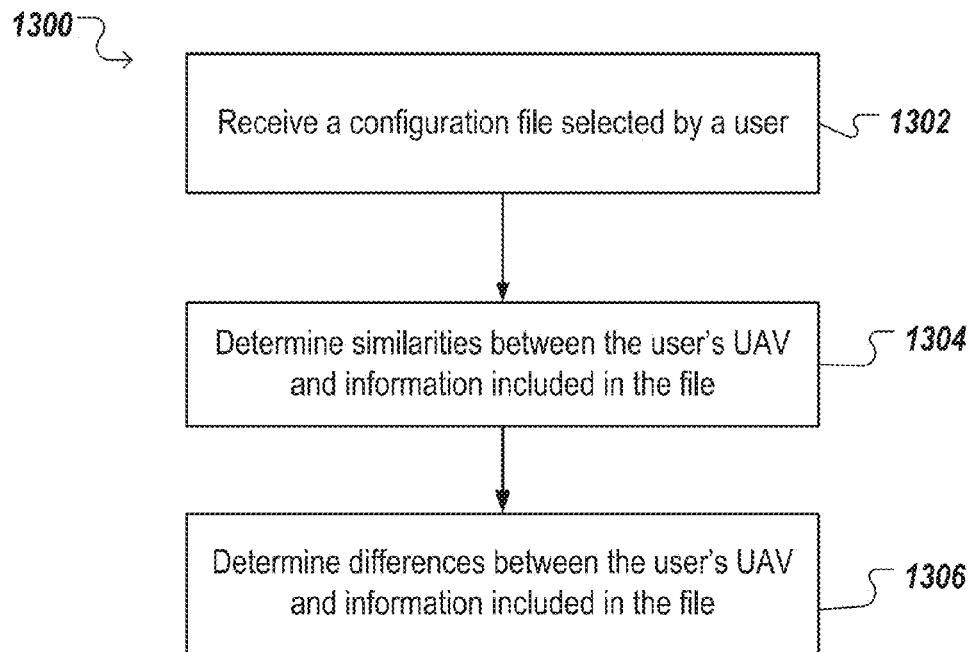 1300
Receive a configuration file selected by a user
1302
Determine similarities between the user's UAV
and information included in the file
1304
Determine differences between the user's UAV
and information included in the file
1306